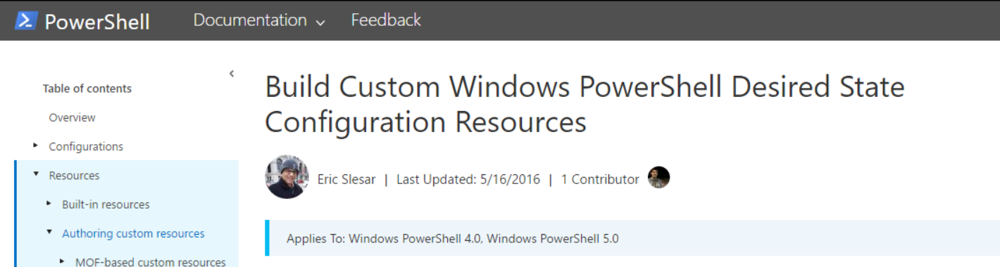 PowerShell Documentation Feedback
Table of contents
Overview
Configurations
Resources
Built-in resources
Authoring custom resources
MOF-based custom resources
Build Custom Windows PowerShell Desired State
Configuration Resources
Eric Slesar | Last Updated: 5/16/2016 | 1 Contributor
Applies To: Windows PowerShell 4.0, Windows PowerShell 5.0